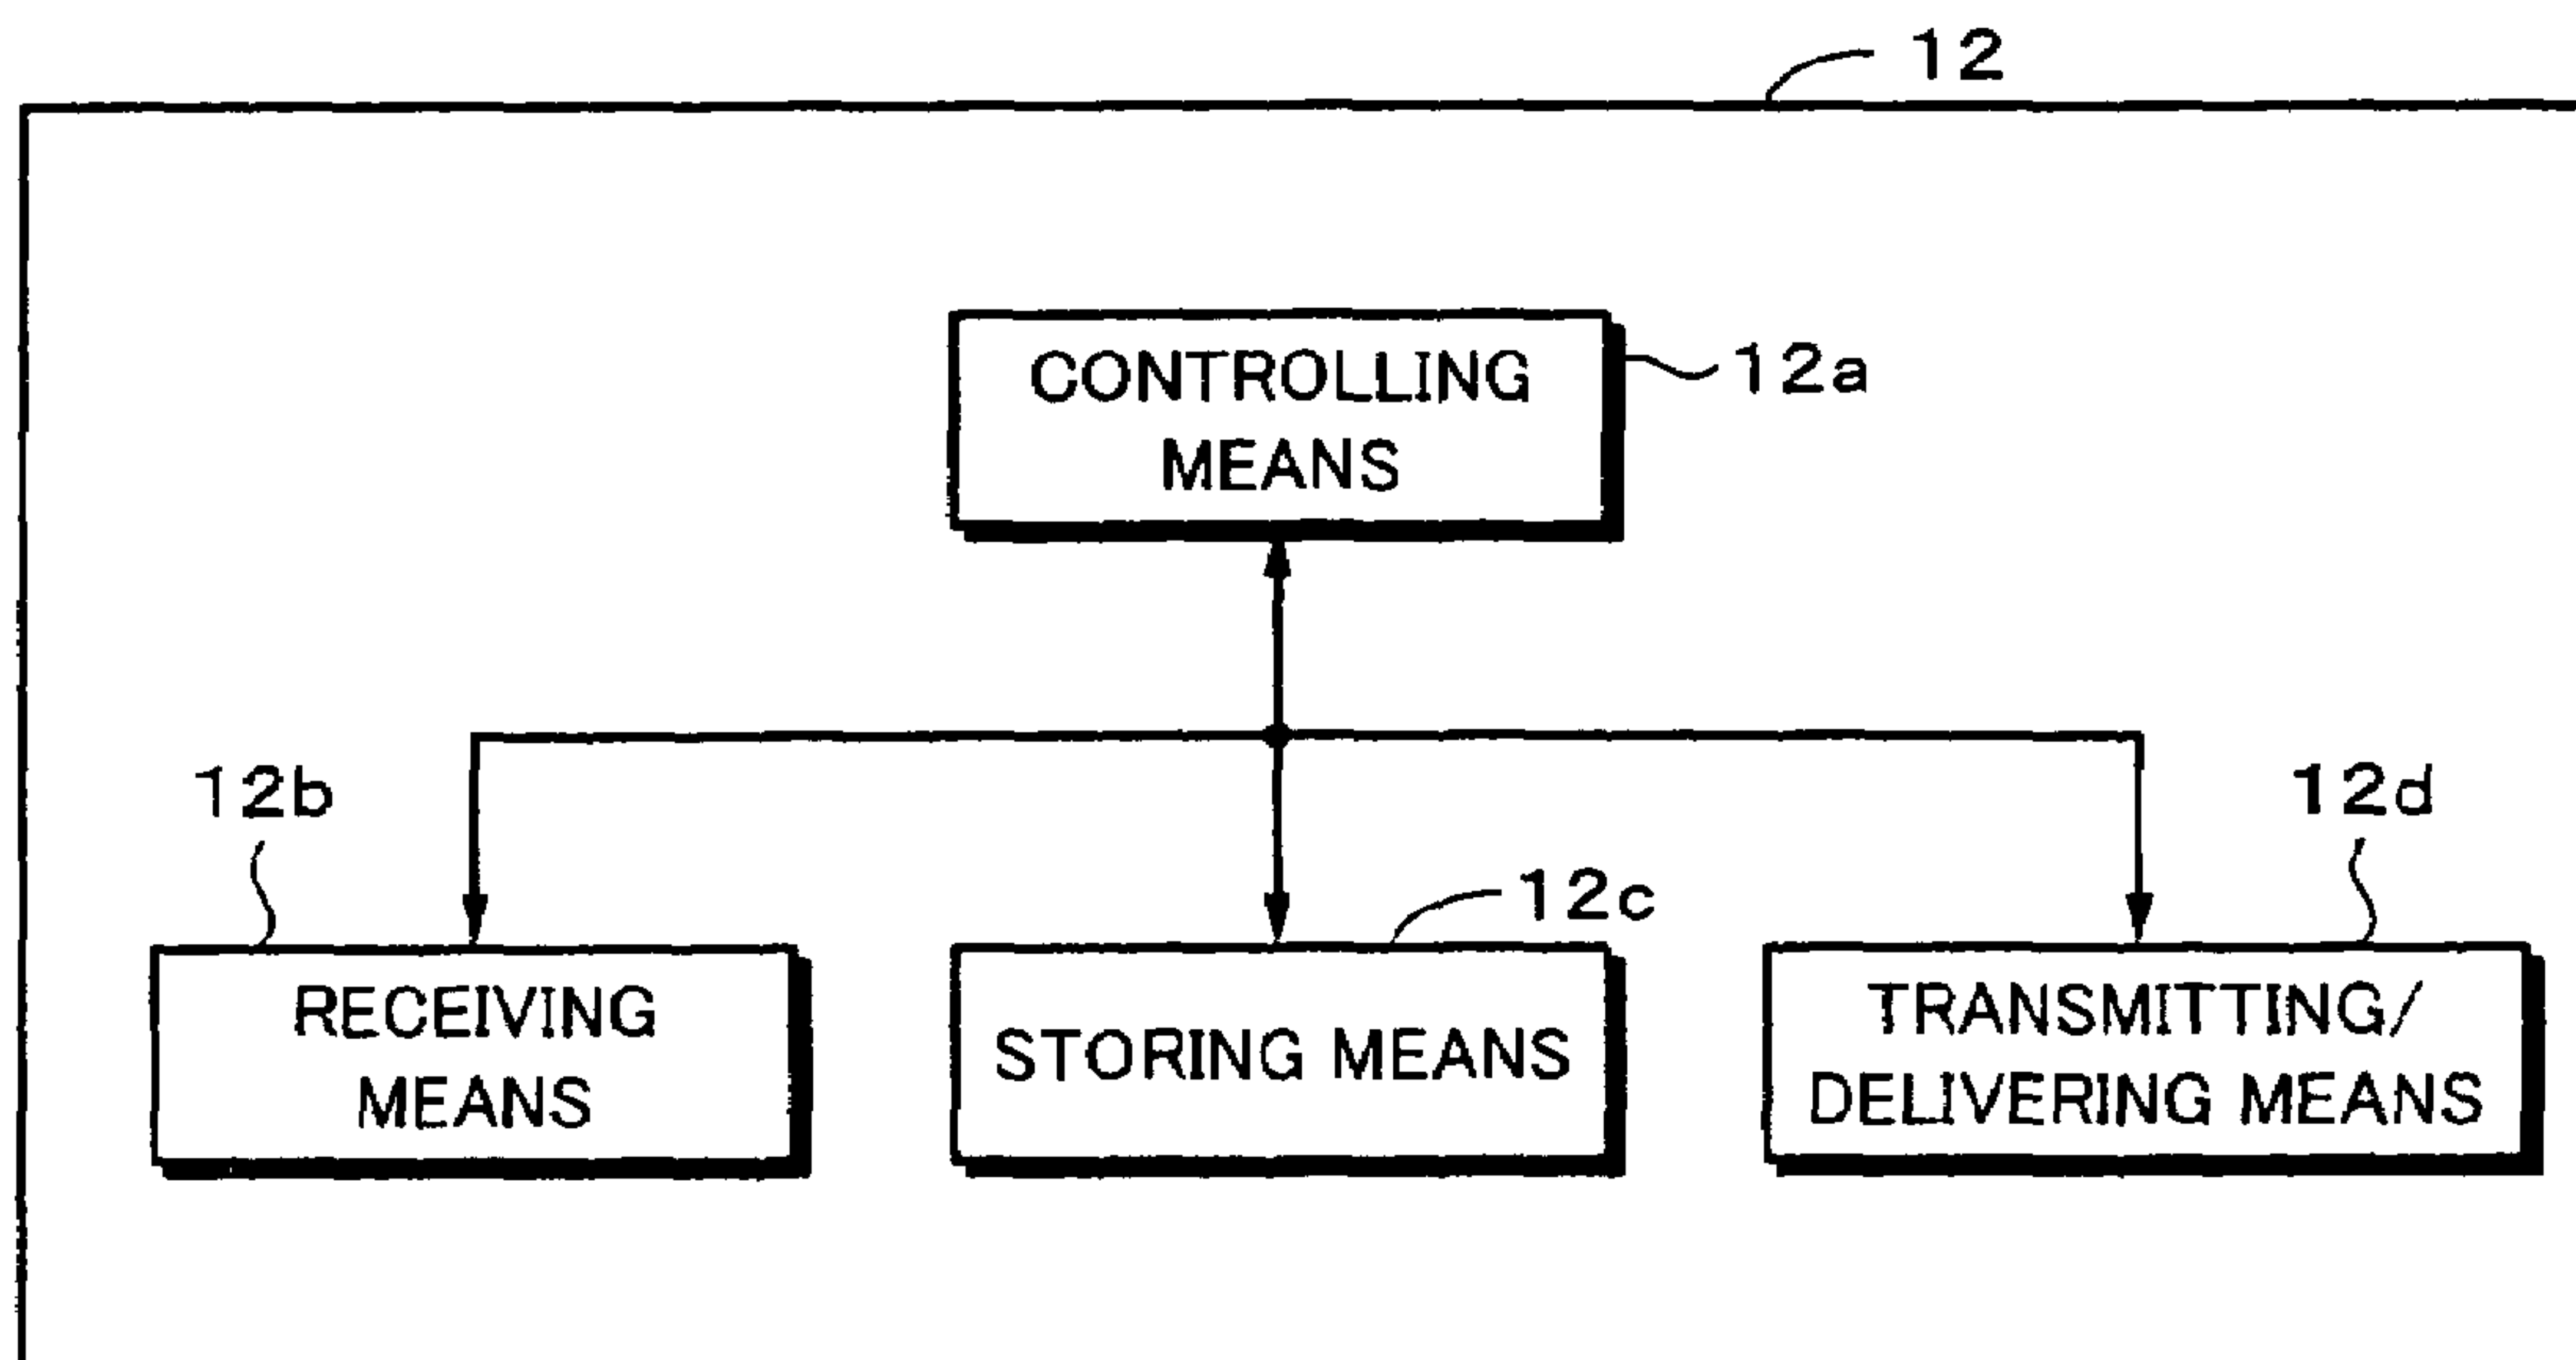 12
CONTROLLING
MEANS
12a
12b
12d
12c
RECEIVING
MEANS
STORING MEANS
TRANSMITTING/
DELIVERING MEANS